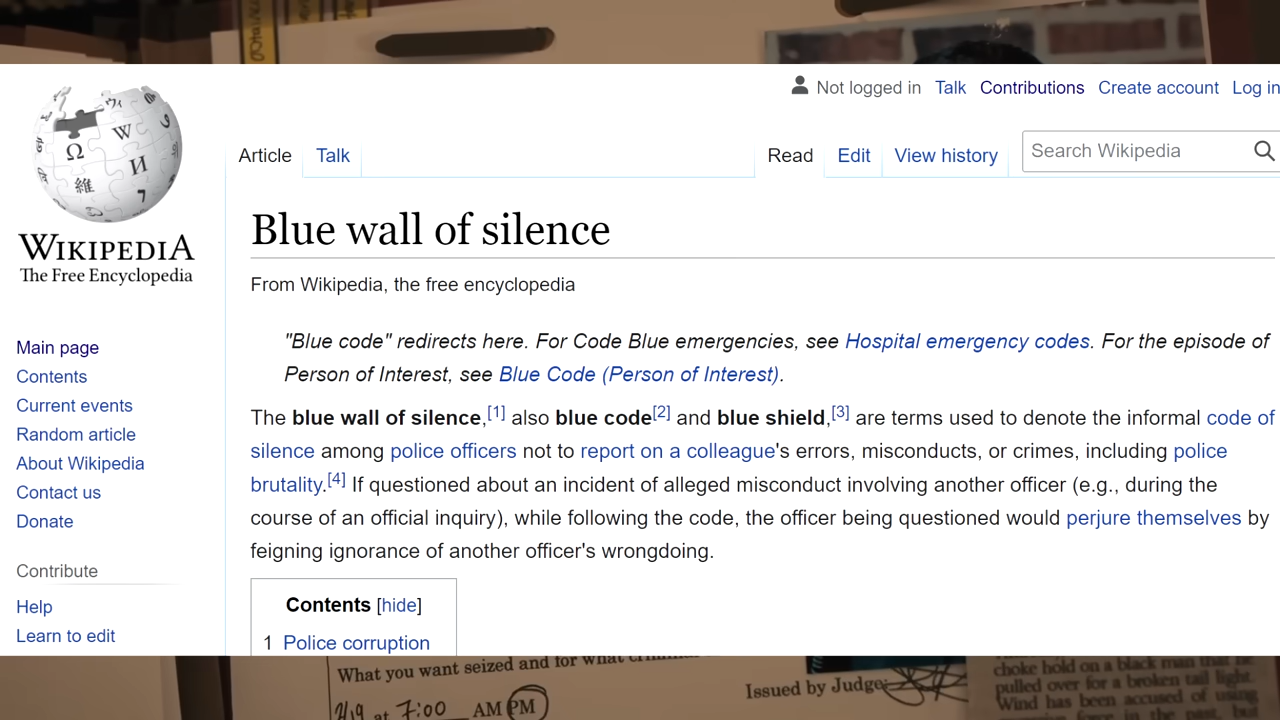 Not logged in Talk Contributions Create account Log in
Article Talk Read Edit View history Search Wikipedia
Ω W И 維
WIKIPEDIA
The Free Encyclopedia
Blue wall of silence
From Wikipedia, the free encyclopedia
"Blue code" redirects here. For Code Blue emergencies, see Hospital emergency codes. For the episode of
Person of Interest, see Blue Code (Person of Interest).
The blue wall of silence,[1] also blue code[2] and blue shield,[3] are terms used to denote the informal code of
silence among police officers not to report on a colleague's errors, misconducts, or crimes, including police
brutality.[4] If questioned about an incident of alleged misconduct involving another officer (e.g., during the
course of an official inquiry), while following the code, the officer being questioned would perjure themselves by
feigning ignorance of another officer's wrongdoing.
Contents [hide]
1 Police corruption
Main page
Contents
Current events
Random article
About Wikipedia
Contact us
Donate
Contribute
Help
Learn to edit
What you want seized and for what
at 7:00 AM PM
Issued by Judge:
choke hold on a black man that he
pulled over for a broken tail light.
Wind has been accused of using
force in the past, but